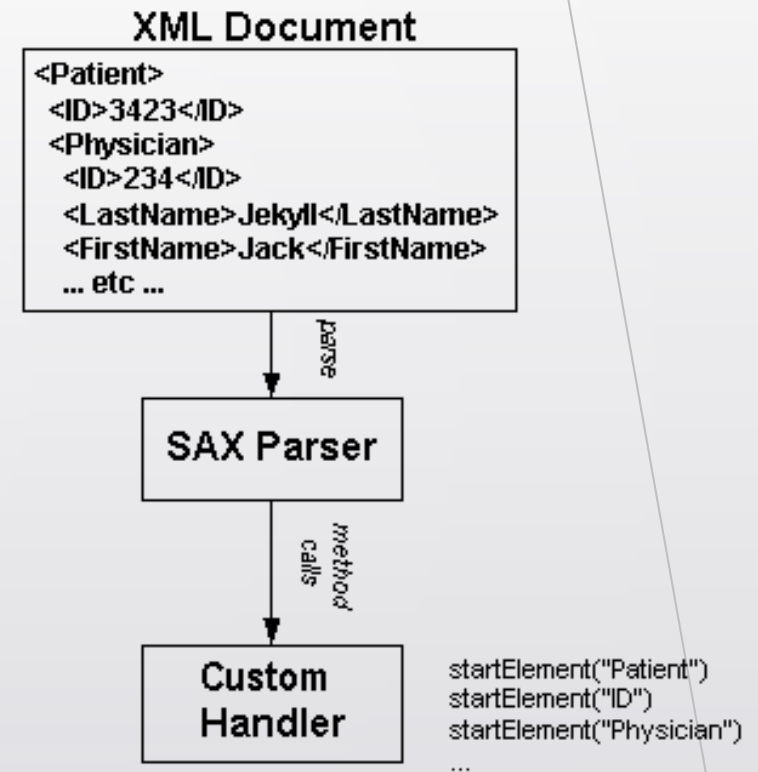 XML Document
<Patient>
<ID>3423</ID>
<Physician>
<ID>234</ID>
<LastName>Jekyll</LastName>
<FirstName>Jack</FirstName>
... etc ...
parse
SAX Parser
method
calls
Custom
Handler
startElement("Patient")
startElement("ID")
startElement("Physician")
...